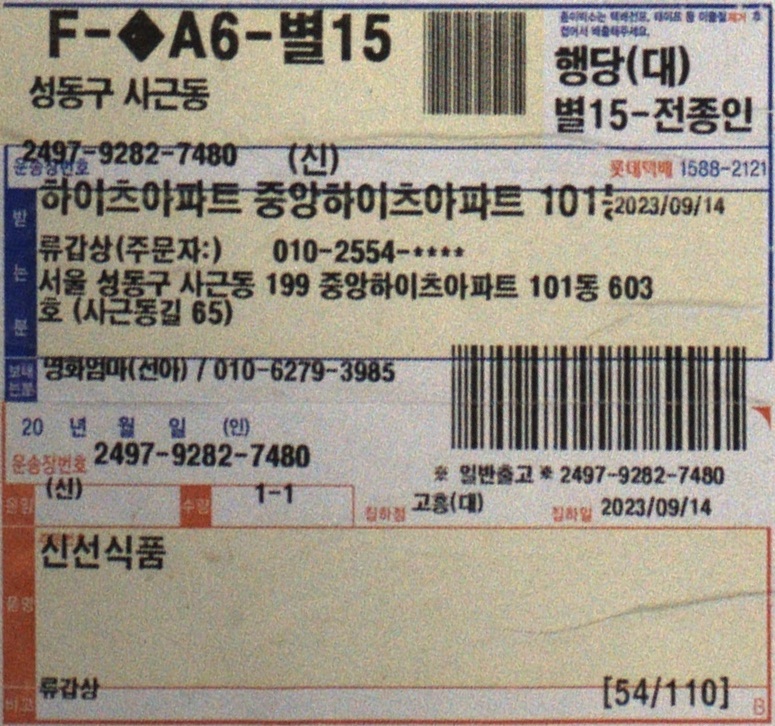 F-◆A6-별15
성동구 사근동
종이박스는 택배전표, 테이프 등 이물질제거 후
접어서 배출해주세요.
행당(대)
별15-전종인
2497-9282-7480 (신)
운송장번호
롯데택배 1588-2121
하이츠아파트 중앙하이츠아파트 101
2023/09/14
받는분
류갑상(주문자:) 010-2554-****
서울 성동구 사근동 199 중앙하이츠아파트 101동 603
호 (사근동길 65)
보내는분
명화엄마(선아) / 010-6279-3985
20 년 월 일 (인)
운송장번호 2497-9282-7480
※ 일반출고 ※ 2497-9282-7480
운임 (신) 수량 1-1
집하점 고흥(대) 집하일 2023/09/14
품명
신선식품
비고
류갑상 [54/110]
B